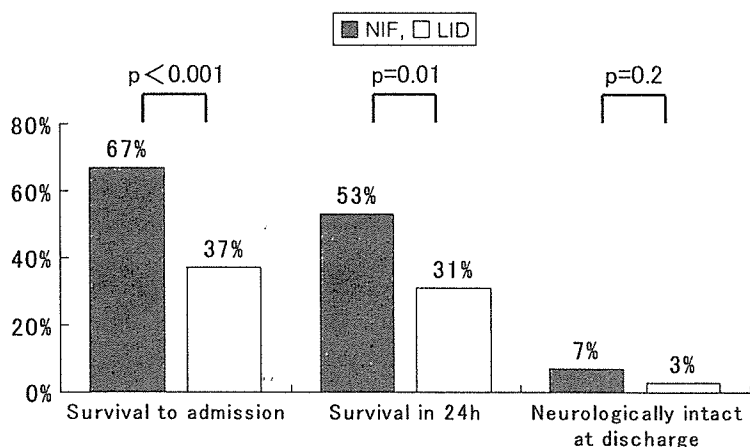 NIF, LID
p<0.001 p=0.01 p=0.2
80%
67%
60%
53%
40%
37%
31%
20%
7%
3%
0%
Survival to admission Survival in 24h Neurologically intact
at discharge